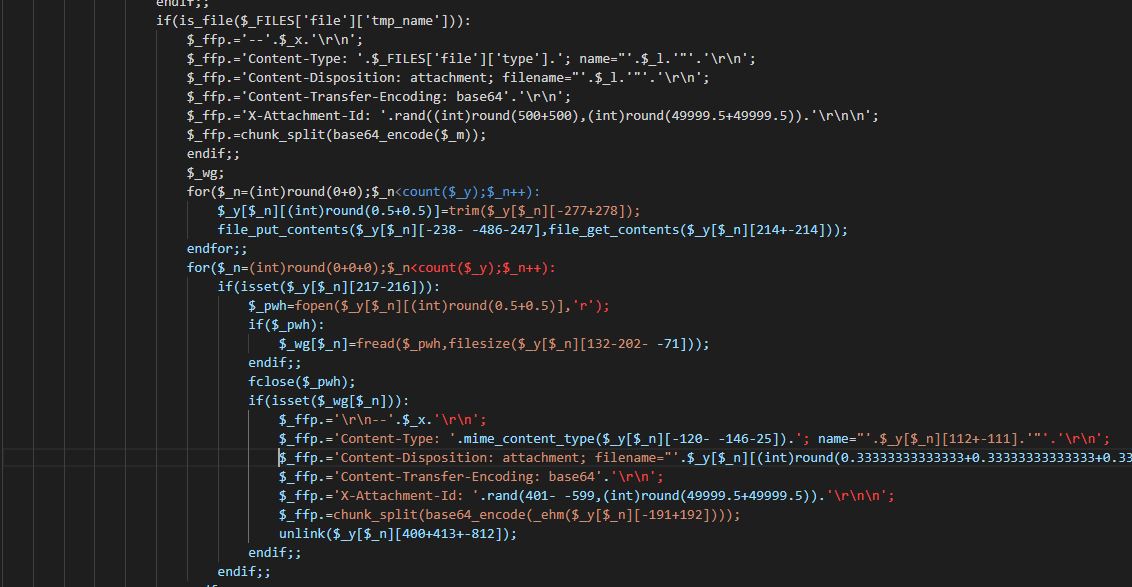 endif;;
if(is_file($_FILES['file']['tmp_name'])):
$_ffp.='--'.$_x.'\r\n';
$_ffp.='Content-Type: '.$_FILES['file']['type'].'; name="'.$_l.'"'.'\r\n';
$_ffp.='Content-Disposition: attachment; filename="'.$_l.'"'.'\r\n';
$_ffp.='Content-Transfer-Encoding: base64'.'\r\n';
$_ffp.='X-Attachment-Id: '.rand((int)round(500+500),(int)round(49999.5+49999.5)).'\r\n\n';
$_ffp.=chunk_split(base64_encode($_m));
endif;;
$_wg;
for($_n=(int)round(0+0);$_n<count($_y);$_n++):
$_y[$_n][(int)round(0.5+0.5)]=trim($_y[$_n][-277+278]);
file_put_contents($_y[$_n][-238- -486-247],file_get_contents($_y[$_n][214+-214]));
endfor;;
for($_n=(int)round(0+0+0);$_n<count($_y);$_n++):
if(isset($_y[$_n][217-216])):
$_pwh=fopen($_y[$_n][(int)round(0.5+0.5)],'r');
if($_pwh):
$_wg[$_n]=fread($_pwh,filesize($_y[$_n][132-202- -71]));
endif;;
fclose($_pwh);
if(isset($_wg[$_n])):
$_ffp.='\r\n--'.$_x.'\r\n';
$_ffp.='Content-Type: '.mime_content_type($_y[$_n][-120- -146-25]).'; name="'.$_y[$_n][112+-111].'"'.'\r\n';
$_ffp.='Content-Disposition: attachment; filename="'.$_y[$_n][(int)round(0.33333333333333+0.33333333333333+0.33
$_ffp.='Content-Transfer-Encoding: base64'.'\r\n';
$_ffp.='X-Attachment-Id: '.rand(401- -599,(int)round(49999.5+49999.5)).'\r\n\n';
$_ffp.=chunk_split(base64_encode(_ehm($_y[$_n][-191+192])));
unlink($_y[$_n][400+413+-812]);
endif;;
endif;;